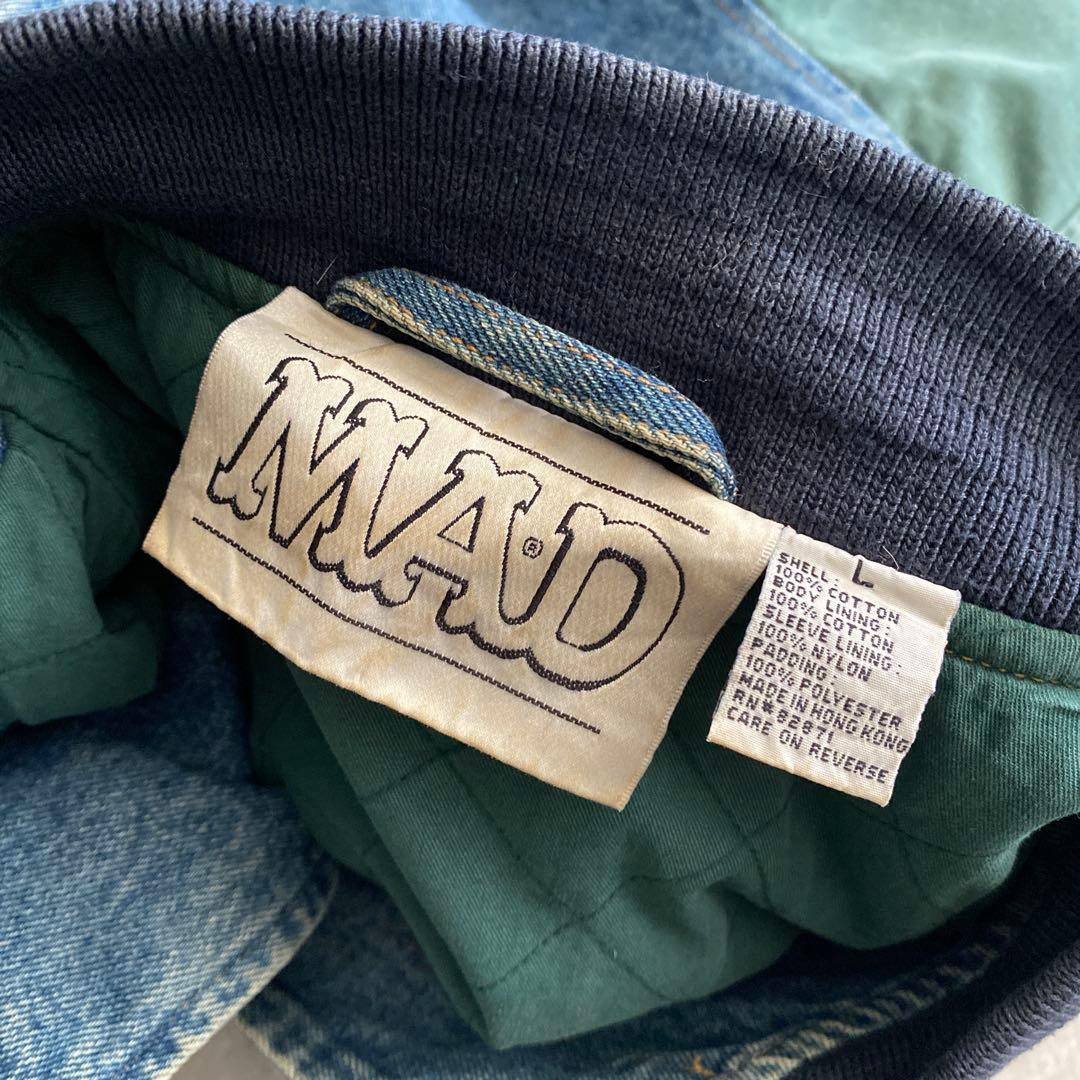 MAD®
L
SHELL:
100% COTTON
BODY LINING:
100% COTTON
SLEEVE LINING:
100% NYLON
PADDING:
100% POLYESTER
MADE IN HONG KONG
RN#82871
CARE ON REVERSE